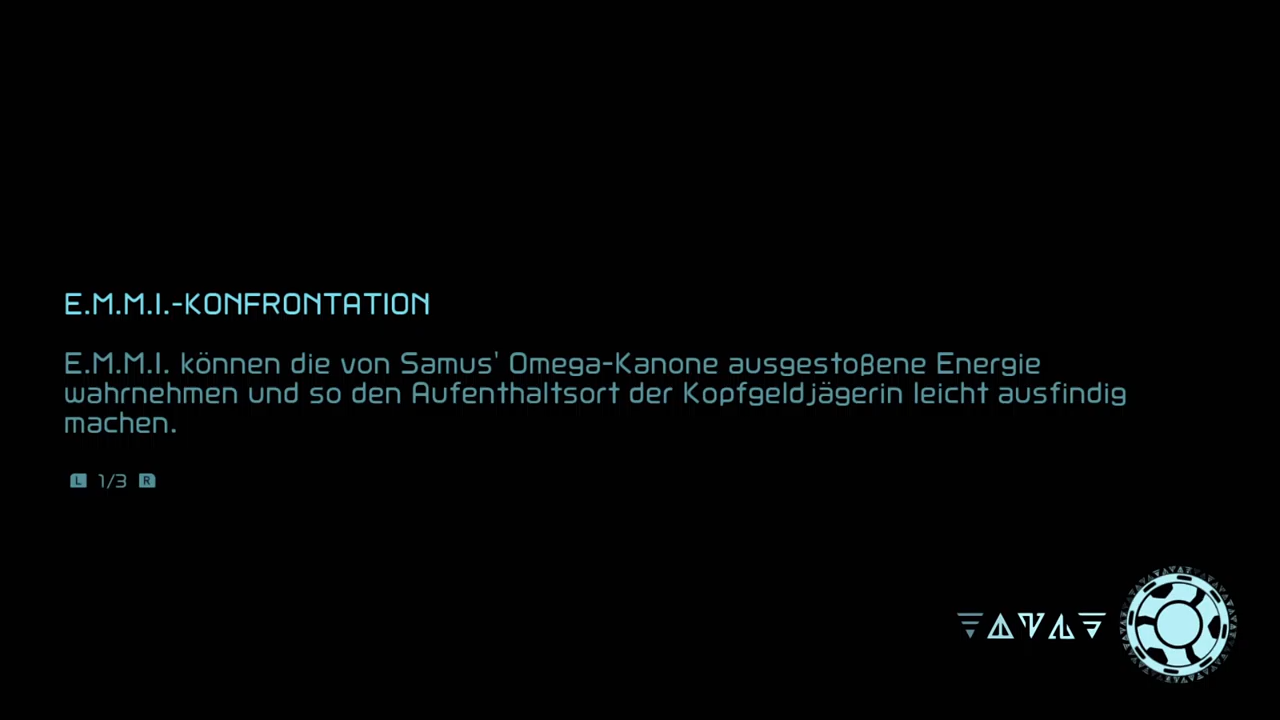 E.M.M.I.-KONFRONTATION
E.M.M.I. können die von Samus' Omega-Kanone ausgestoßene Energie
wahrnehmen und so den Aufenthaltsort der Kopfgeldjägerin leicht ausfindig
machen.
L 1/3 R